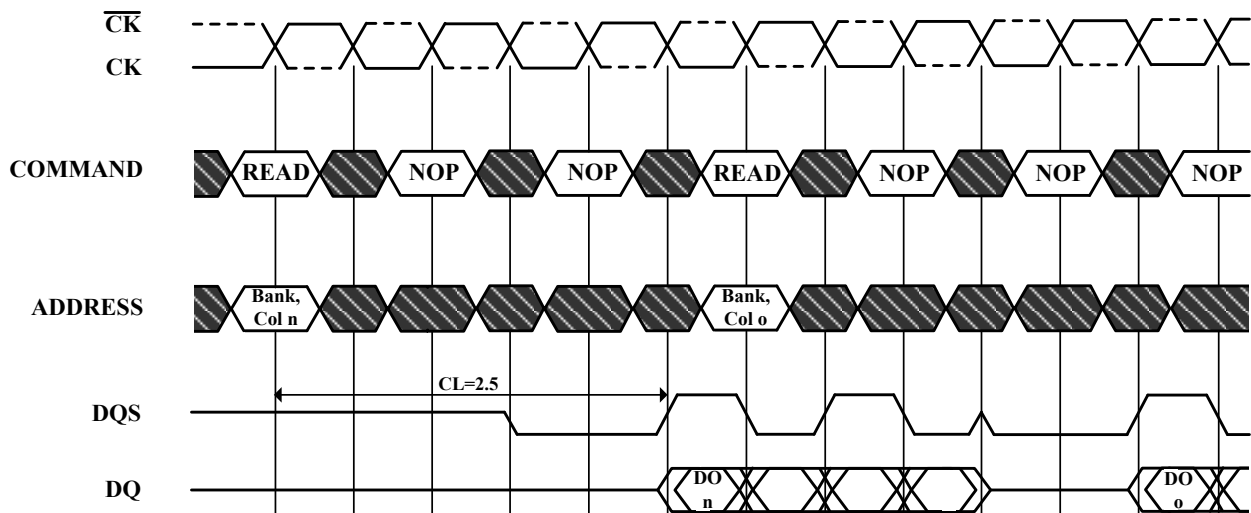 CK
CK
COMMAND READ NOP NOP READ NOP NOP NOP
ADDRESS Bank, Col n Bank, Col o
CL=2.5
DQS
DQ DO n DO o